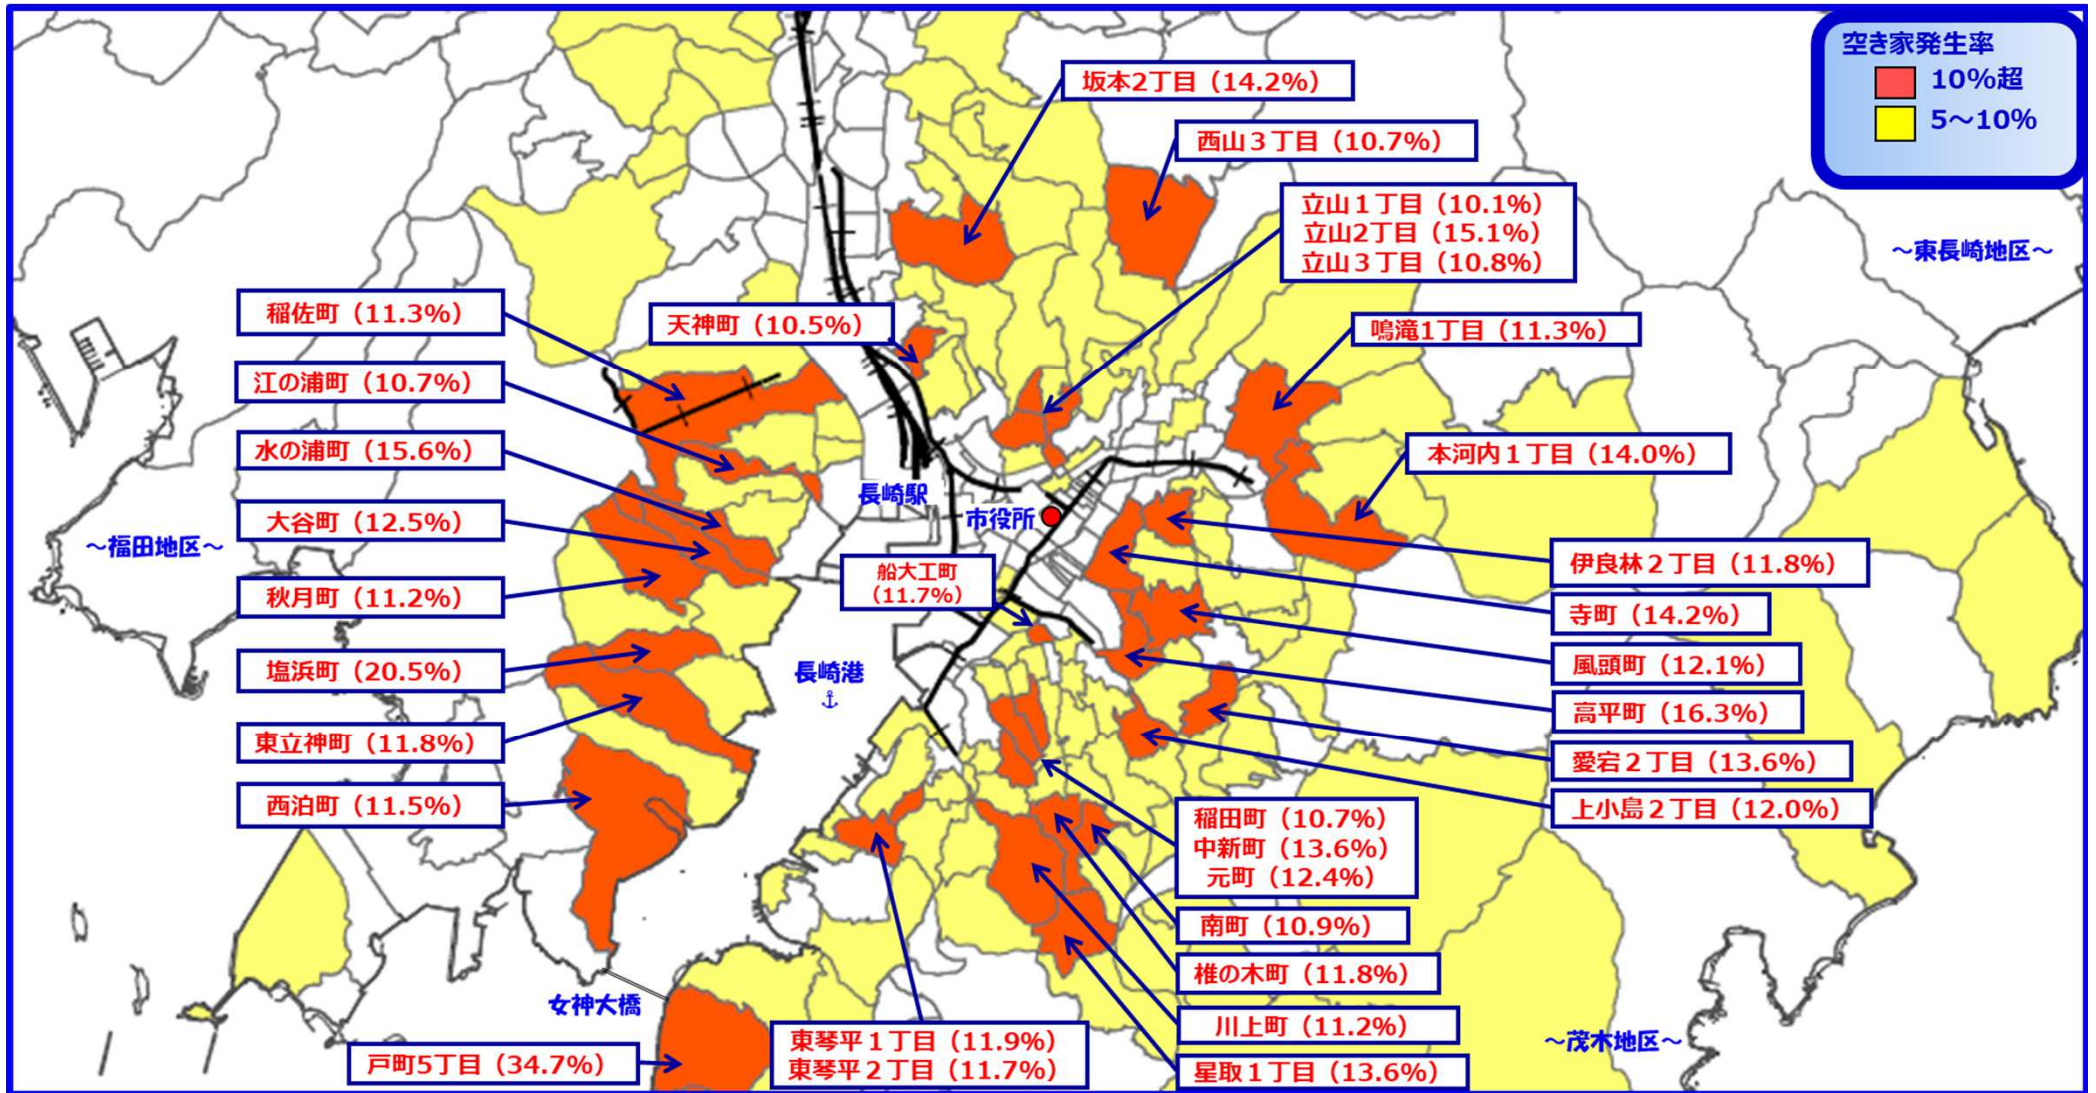 空き家発生率
10%超
5～10%
坂本2丁目（14.2%）
西山３丁目（10.7%）
立山１丁目（10.1%）
立山2丁目（15.1%）
立山３丁目（10.8%）
～東長崎地区～
稲佐町（11.3%）
天神町（10.5%）
鳴滝1丁目（11.3%）
江の浦町（10.7%）
水の浦町（15.6%）
本河内１丁目（14.0%）
長崎駅
市役所
大谷町（12.5%）
～福田地区～
伊良林２丁目（11.8%）
船大工町
（11.7%）
秋月町（11.2%）
寺町（14.2%）
塩浜町（20.5%）
長崎港
風頭町（12.1%）
高平町（16.3%）
東立神町（11.8%）
愛宕２丁目（13.6%）
西泊町（11.5%）
上小島２丁目（12.0%）
稲田町（10.7%）
中新町（13.6%）
元町（12.4%）
南町（10.9%）
椎の木町（11.8%）
女神大橋
川上町（11.2%）
東琴平１丁目（11.9%）
東琴平２丁目（11.7%）
～茂木地区～
戸町5丁目（34.7%）
星取１丁目（13.6%）